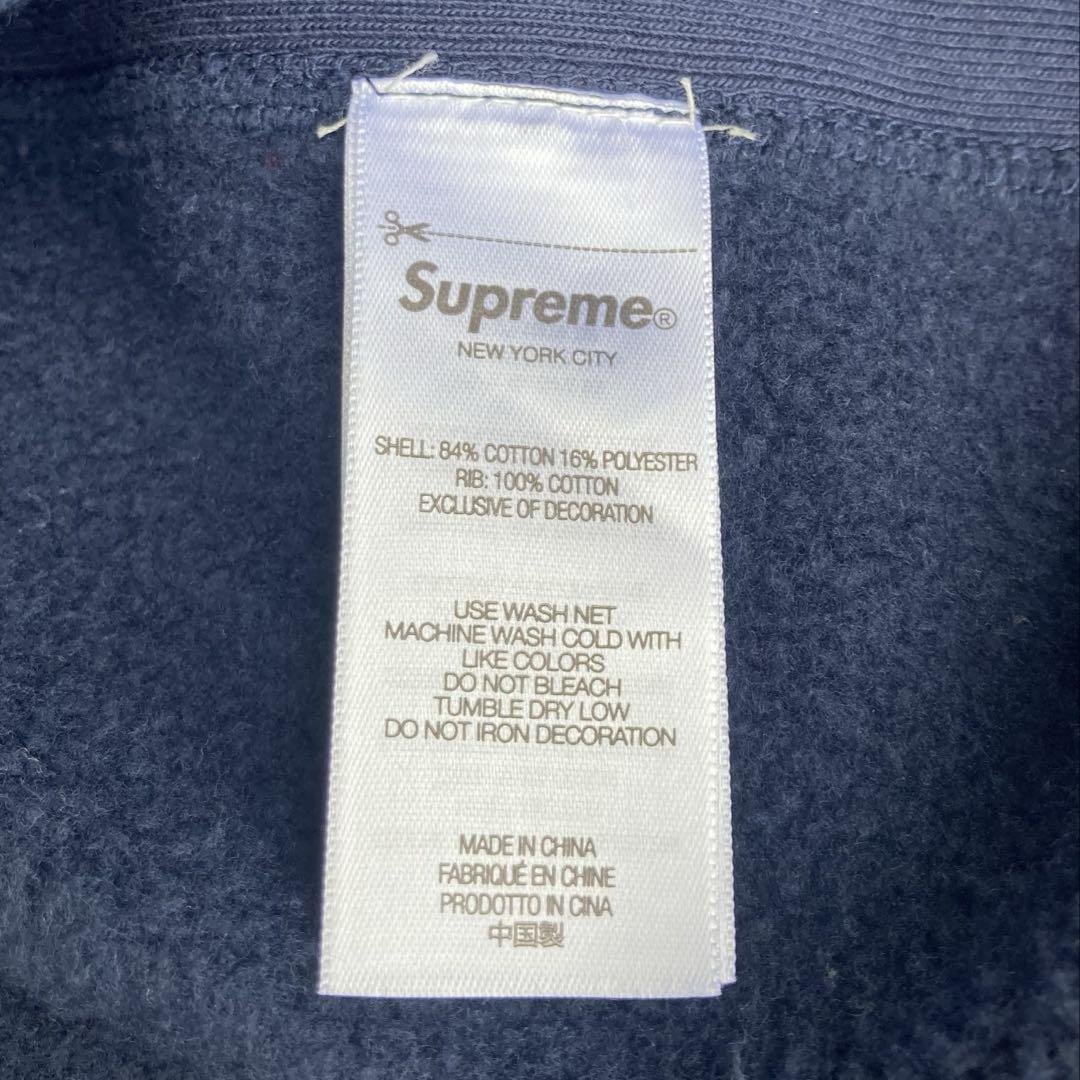 Supreme®
NEW YORK CITY
SHELL: 84% COTTON 16% POLYESTER
RIB: 100% COTTON
EXCLUSIVE OF DECORATION
USE WASH NET
MACHINE WASH COLD WITH
LIKE COLORS
DO NOT BLEACH
TUMBLE DRY LOW
DO NOT IRON DECORATION
MADE IN CHINA
FABRIQUÉ EN CHINE
PRODOTTO IN CINA
中国製